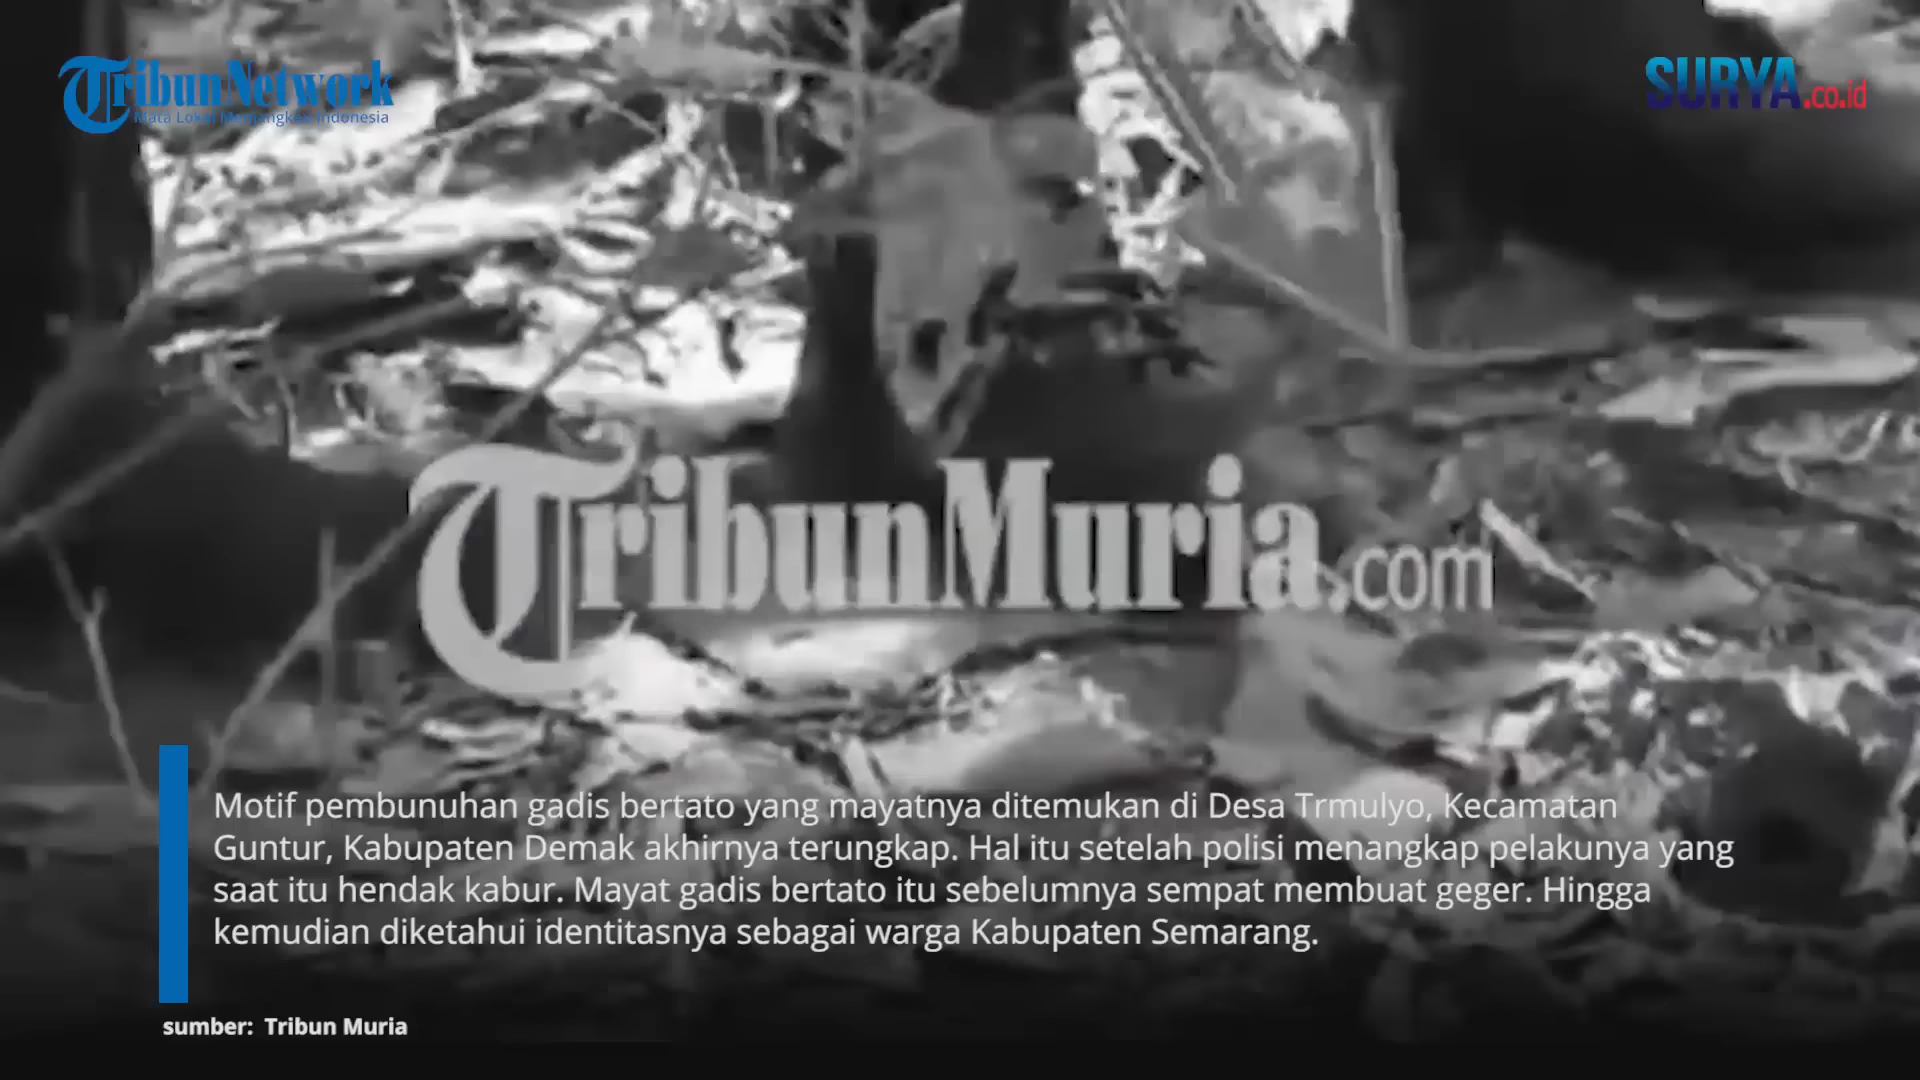 TribunNetwork
Mata Lokal Menjangkau Indonesia
SURYA.co.id
TribunMuria.com
Motif pembunuhan gadis bertato yang mayatnya ditemukan di Desa Trmulyo, Kecamatan
Guntur, Kabupaten Demak akhirnya terungkap. Hal itu setelah polisi menangkap pelakunya yang
saat itu hendak kabur. Mayat gadis bertato itu sebelumnya sempat membuat geger. Hingga
kemudian diketahui identitasnya sebagai warga Kabupaten Semarang.
sumber: Tribun Muria